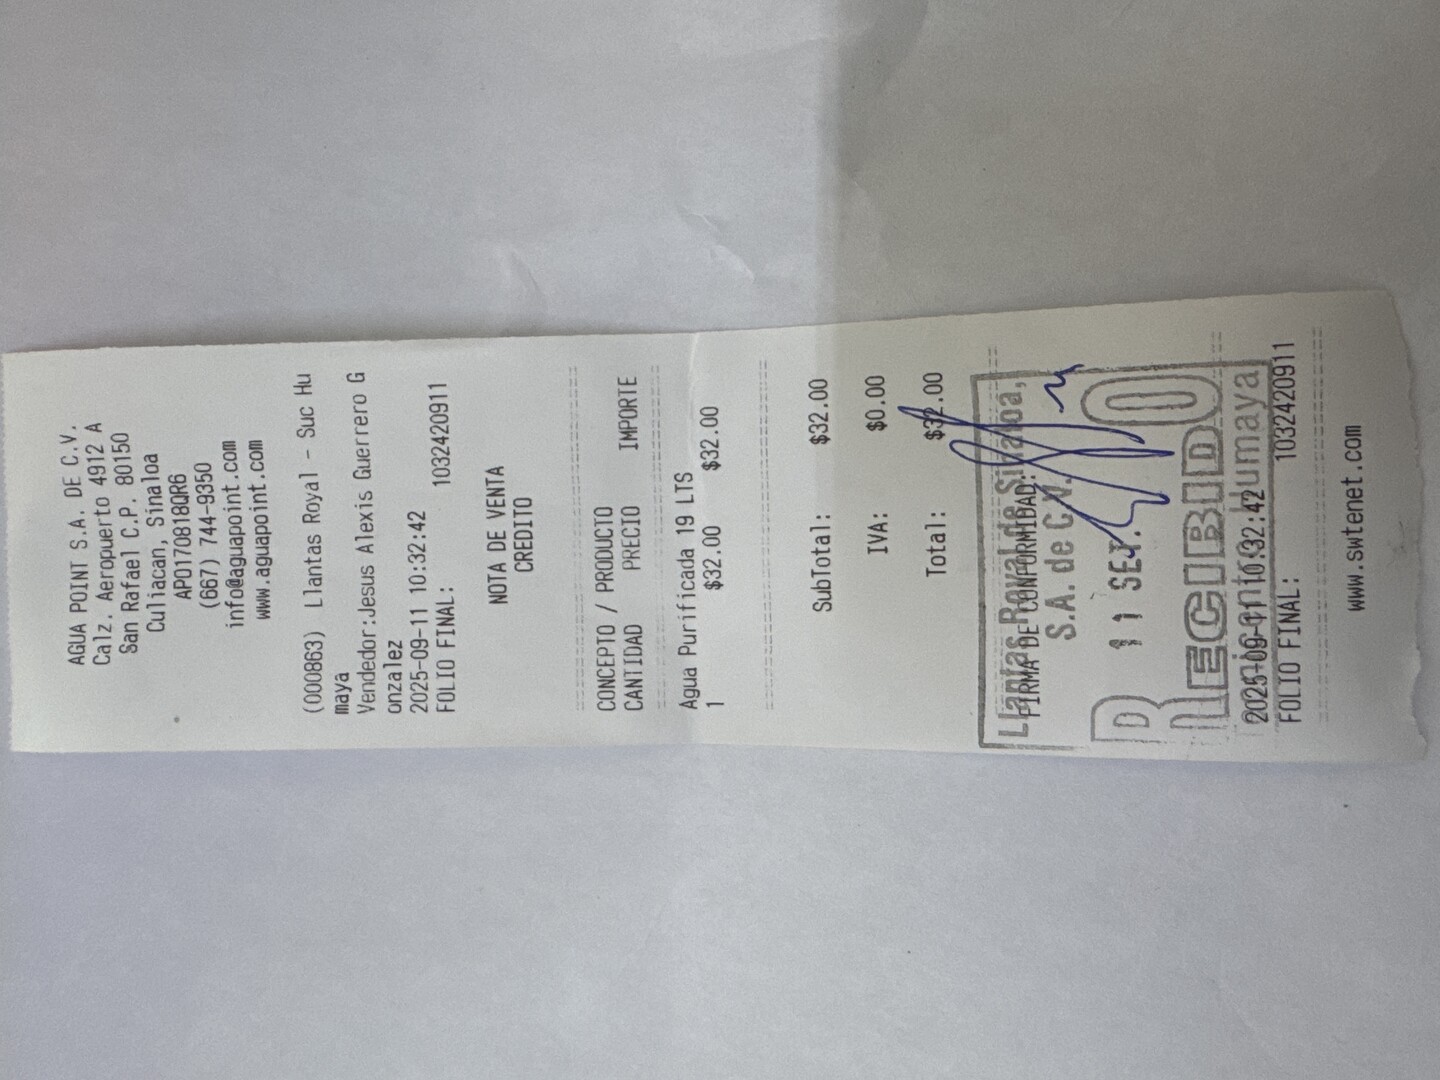 AGUA POINT S.A. DE C.V.
Calz. Aeropuerto 4912 A
San Rafael C.P. 80150
Culiacan, Sinaloa
APO170818QR6
(667) 744-9350
info@aguapoint.com
www.aguapoint.com
(000863) Llantas Royal - Suc Hu
maya
Vendedor:Jesus Alexis Guerrero G
onzalez
2025-09-11 10:32:42
FOLIO FINAL: 1032420911
NOTA DE VENTA
CREDITO
CONCEPTO / PRODUCTO
CANTIDAD PRECIO IMPORTE
Agua Purificada 19 LTS
1 $32.00 $32.00
SubTotal: $32.00
IVA: $0.00
Total: $32.00
Llantas Royal de Sinaloa,
FIRMA DE CONFORMIDAD:
S.A. de C.V.
11 SET.
RECIBIDO
umaya
2025-09-11 10:32:42
FOLIO FINAL: 1032420911
www.swtenet.com